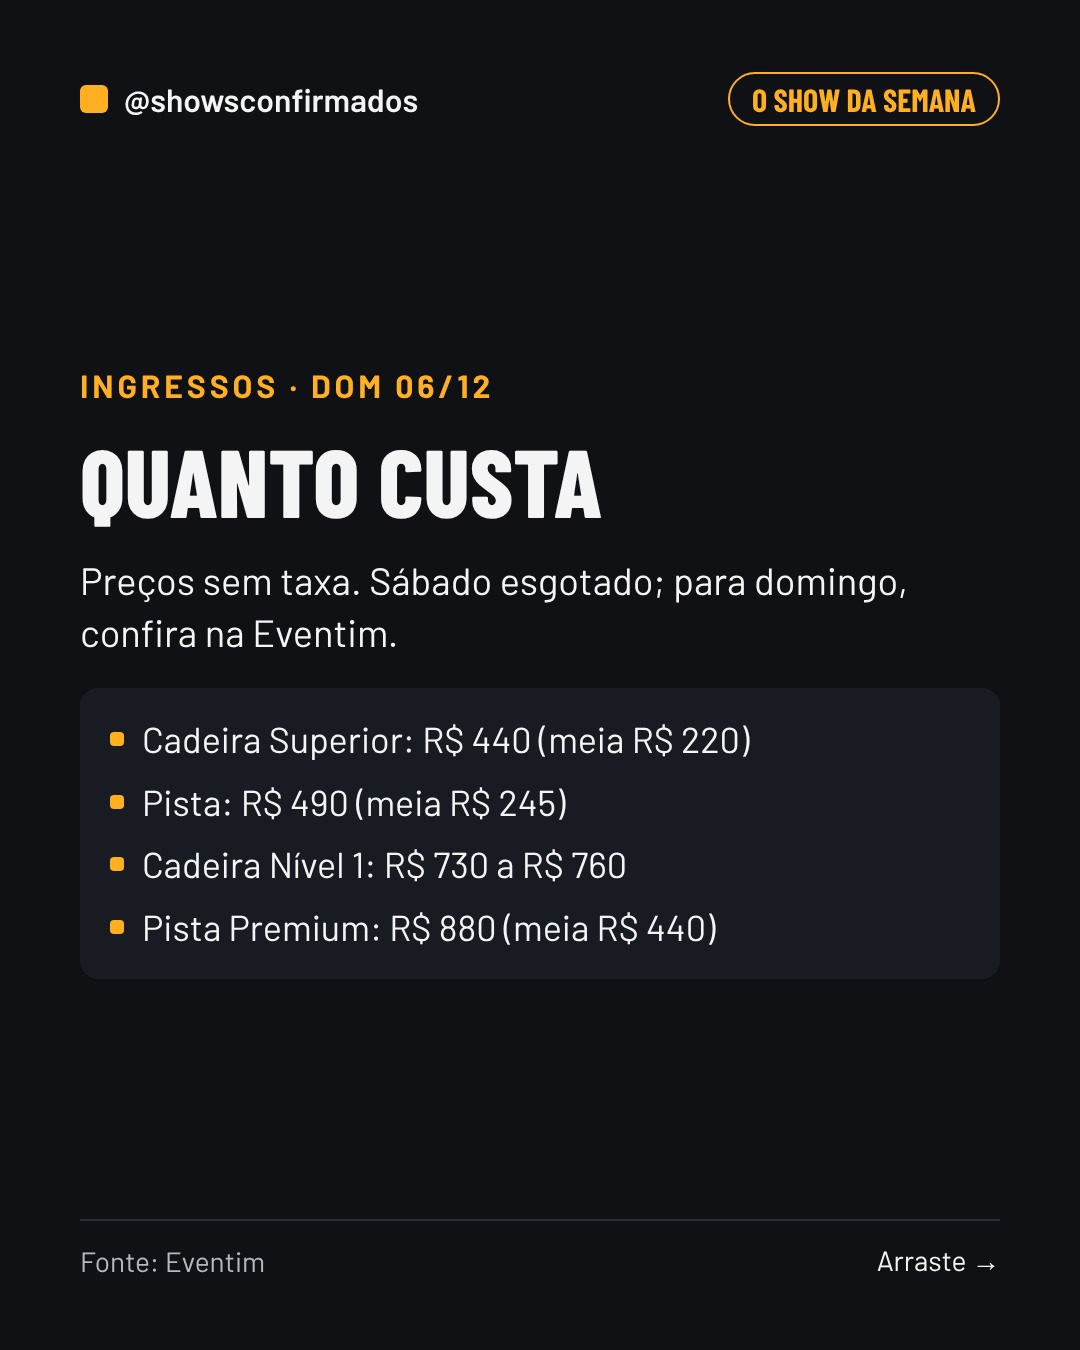 @showsconfirmados
O SHOW DA SEMANA
INGRESSOS · DOM 06/12
QUANTO CUSTA
Preços sem taxa. Sábado esgotado; para domingo,
confira na Eventim.
Cadeira Superior: R$ 440 (meia R$ 220)
Pista: R$ 490 (meia R$ 245)
Cadeira Nível 1: R$ 730 a R$ 760
Pista Premium: R$ 880 (meia R$ 440)
Fonte: Eventim
Arraste →